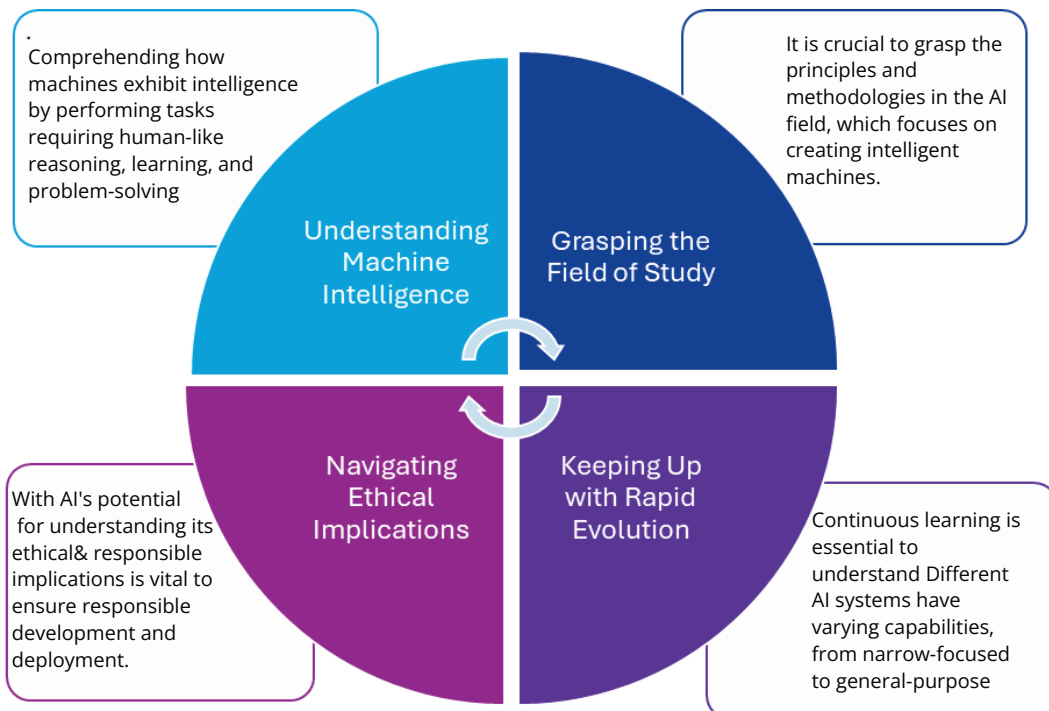 .
Comprehending how
machines exhibit intelligence
by performing tasks
requiring human-like
reasoning, learning, and
problem-solving
It is crucial to grasp the
principles and
methodologies in the AI
field, which focuses on
creating intelligent
machines.
Understanding
Machine
Intelligence
Grasping the
Field of Study
Navigating
Ethical
Implications
Keeping Up
with Rapid
Evolution
With AI's potential
for understanding its
ethical& responsible
implications is vital to
ensure responsible
development and
deployment.
Continuous learning is
essential to
understand Different
AI systems have
varying capabilities,
from narrow-focused
to general-purpose